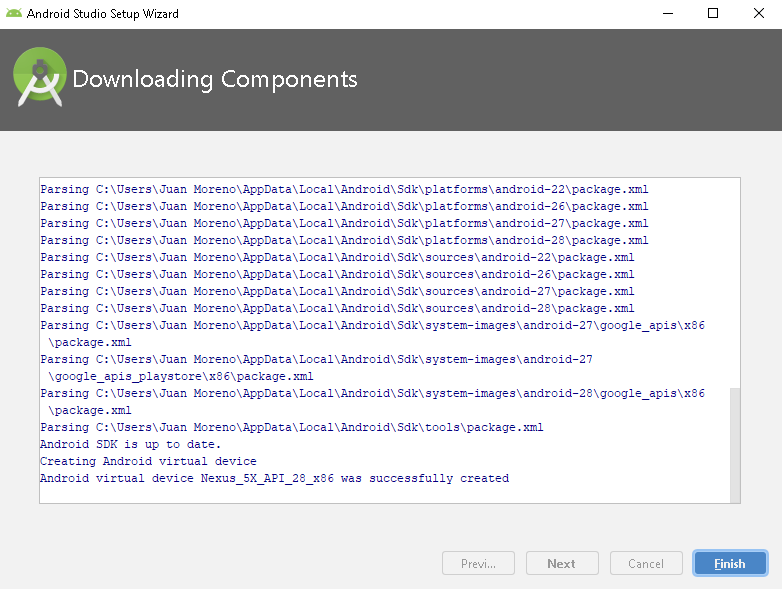 Android Studio Setup Wizard
Downloading Components
Parsing C:\Users\Juan Moreno\AppData\Local\Android\Sdk\platforms\android-22\package.xml
Parsing C:\Users\Juan Moreno\AppData\Local\Android\Sdk\platforms\android-26\package.xml
Parsing C:\Users\Juan Moreno\AppData\Local\Android\Sdk\platforms\android-27\package.xml
Parsing C:\Users\Juan Moreno\AppData\Local\Android\Sdk\platforms\android-28\package.xml
Parsing C:\Users\Juan Moreno\AppData\Local\Android\Sdk\sources\android-22\package.xml
Parsing C:\Users\Juan Moreno\AppData\Local\Android\Sdk\sources\android-26\package.xml
Parsing C:\Users\Juan Moreno\AppData\Local\Android\Sdk\sources\android-27\package.xml
Parsing C:\Users\Juan Moreno\AppData\Local\Android\Sdk\sources\android-28\package.xml
Parsing C:\Users\Juan Moreno\AppData\Local\Android\Sdk\system-images\android-27\google_apis\x86
\package.xml
Parsing C:\Users\Juan Moreno\AppData\Local\Android\Sdk\system-images\android-27
\google_apis_playstore\x86\package.xml
Parsing C:\Users\Juan Moreno\AppData\Local\Android\Sdk\system-images\android-28\google_apis\x86
\package.xml
Parsing C:\Users\Juan Moreno\AppData\Local\Android\Sdk\tools\package.xml
Android SDK is up to date.
Creating Android virtual device
Android virtual device Nexus_5X_API_28_x86 was successfully created
Previ... Next Cancel Finish